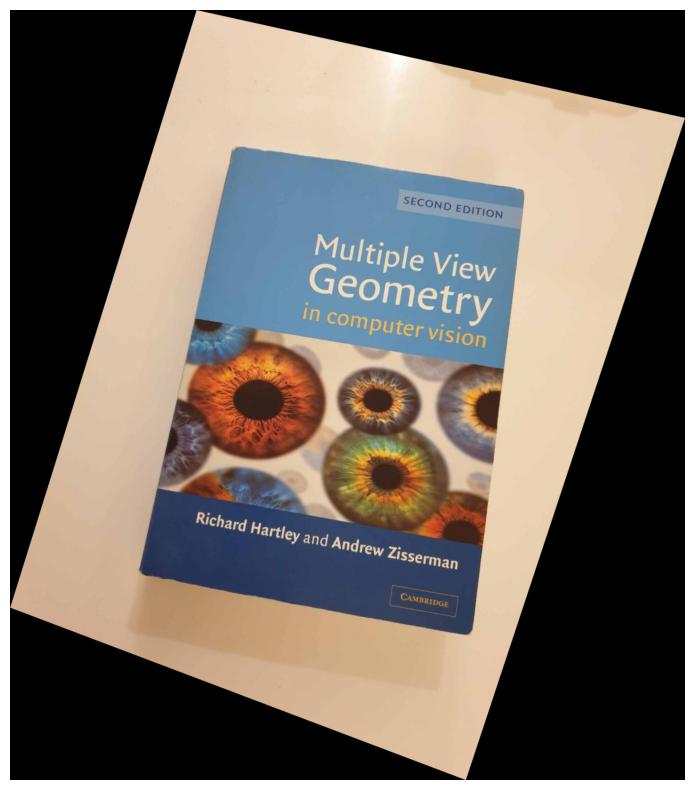 SECOND EDITION
Multiple View
Geometry
in computer vision
Richard Hartley and Andrew Zisserman
CAMBRIDGE